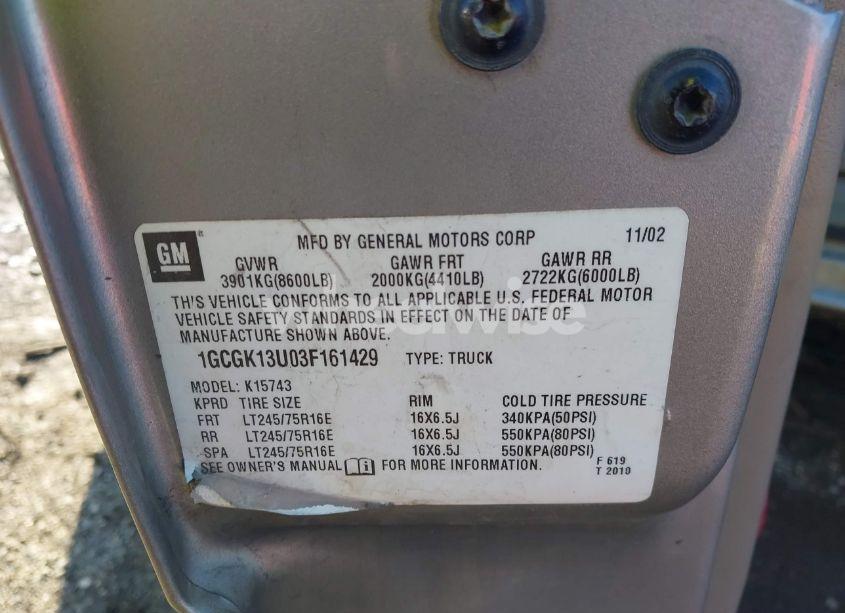 GM
MFD BY GENERAL MOTORS CORP 11/02
GVWR GAWR FRT GAWR RR
3901KG(8600LB) 2000KG(4410LB) 2722KG(6000LB)
THIS VEHICLE CONFORMS TO ALL APPLICABLE U.S. FEDERAL MOTOR
VEHICLE SAFETY STANDARDS IN EFFECT ON THE DATE OF
MANUFACTURE SHOWN ABOVE.
1GCGK13U03F161429 TYPE: TRUCK
MODEL: K15743
KPRD TIRE SIZE RIM COLD TIRE PRESSURE
FRT LT245/75R16E 16X6.5J 340KPA(50PSI)
RR LT245/75R16E 16X6.5J 550KPA(80PSI)
SPA LT245/75R16E 16X6.5J 550KPA(80PSI)
SEE OWNER'S MANUAL FOR MORE INFORMATION.
F 619
T 2010